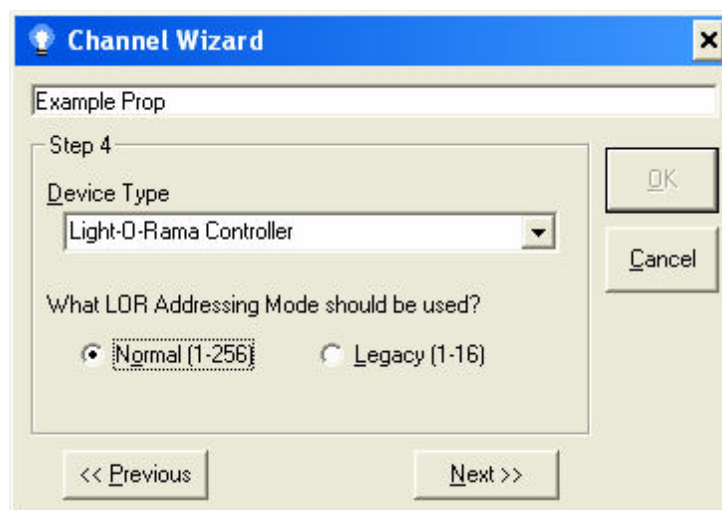 Channel Wizard
Example Prop
Step 4
Device Type
Light-O-Rama Controller
What LOR Addressing Mode should be used?
Normal (1-256) Legacy (1-16)
OK
Cancel
<< Previous Next >>